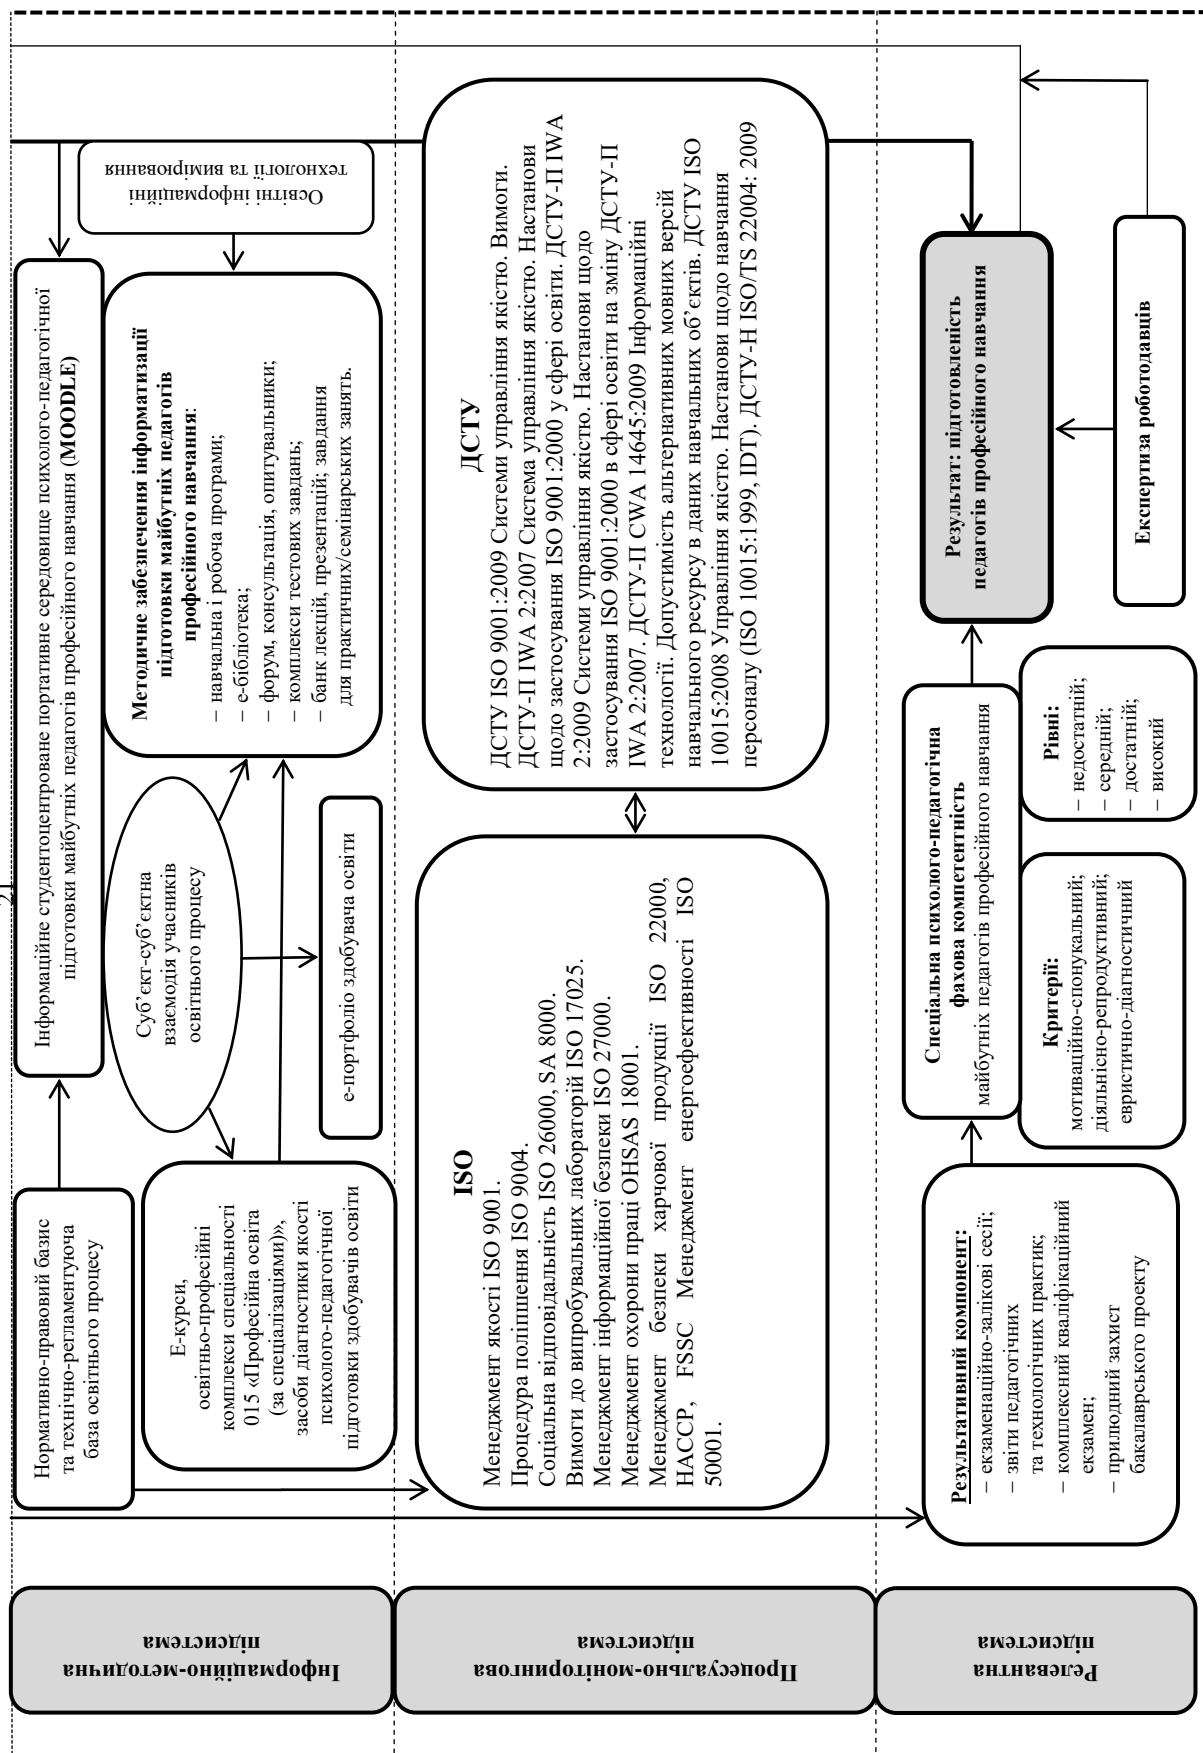 21
Інформаційно-методична
підсистема
Нормативно-правовий базис
та технічно-регламентуюча
база освітнього процесу
Інформаційне студентоцентроване портативне середовище психолого-педагогічної
підготовки майбутніх педагогів професійного навчання (MOODLE)
Е-курси,
освітньо-професійні
комплекси спеціальності
015 «Професійна освіта
(за спеціалізаціями)»,
засоби діагностики якості
психолого-педагогічної
підготовки здобувачів освіти
Суб’єкт-суб’єктна
взаємодія учасників
освітнього процесу
е-портфоліо здобувача освіти
Методичне забезпечення інформатизації
підготовки майбутніх педагогів
професійного навчання:
– навчальна і робоча програми;
– е-бібліотека;
– форум, консультація, опитувальники;
– комплекси тестових завдань;
– банк лекцій, презентацій; завдання
для практичних/семінарських занять.
Освітні інформаційні
технології та вимірювання
Процесуально-моніторингова
підсистема
ISO
Менеджмент якості ISO 9001.
Процедура поліпшення ISO 9004.
Соціальна відповідальність ISO 26000, SA 8000.
Вимоги до випробувальних лабораторій ISO 17025.
Менеджмент інформаційної безпеки ISO 27000.
Менеджмент охорони праці OHSAS 18001.
Менеджмент безпеки харчової продукції ISO 22000,
HACCP, FSSC Менеджмент енергоефективності ISO
50001.
ДСТУ
ДСТУ ISO 9001:2009 Системи управління якістю. Вимоги.
ДСТУ-П IWA 2:2007 Система управління якістю. Настанови
щодо застосування ISO 9001:2000 у сфері освіти. ДСТУ-П IWA
2:2009 Системи управління якістю. Настанови щодо
застосування ISO 9001:2000 в сфері освіти на зміну ДСТУ-П
IWA 2:2007. ДСТУ-П CWA 14645:2009 Інформаційні
технології. Допустимість альтернативних мовних версій
навчального ресурсу в даних навчальних об’єктів. ДСТУ ISO
10015:2008 Управління якістю. Настанови щодо навчання
персоналу (ISO 10015:1999, IDT). ДСТУ-Н ISO/TS 22004: 2009
Релевантна
підсистема
Результативний компонент:
– екзаменаційно-залікові сесії;
– звіти педагогічних
та технологічних практик;
– комплексний кваліфікаційний
екзамен;
– прилюдний захист
бакалаврського проекту
Спеціальна психолого-педагогічна
фахова компетентність
майбутніх педагогів професійного навчання
Критерії:
мотиваційно-спонукальний;
діяльнісно-репродуктивний;
евристично-діагностичний
Рівні:
– недостатній;
– середній;
– достатній;
– високий
Результат: підготовленість
педагогів професійного навчання
Експертиза роботодавців